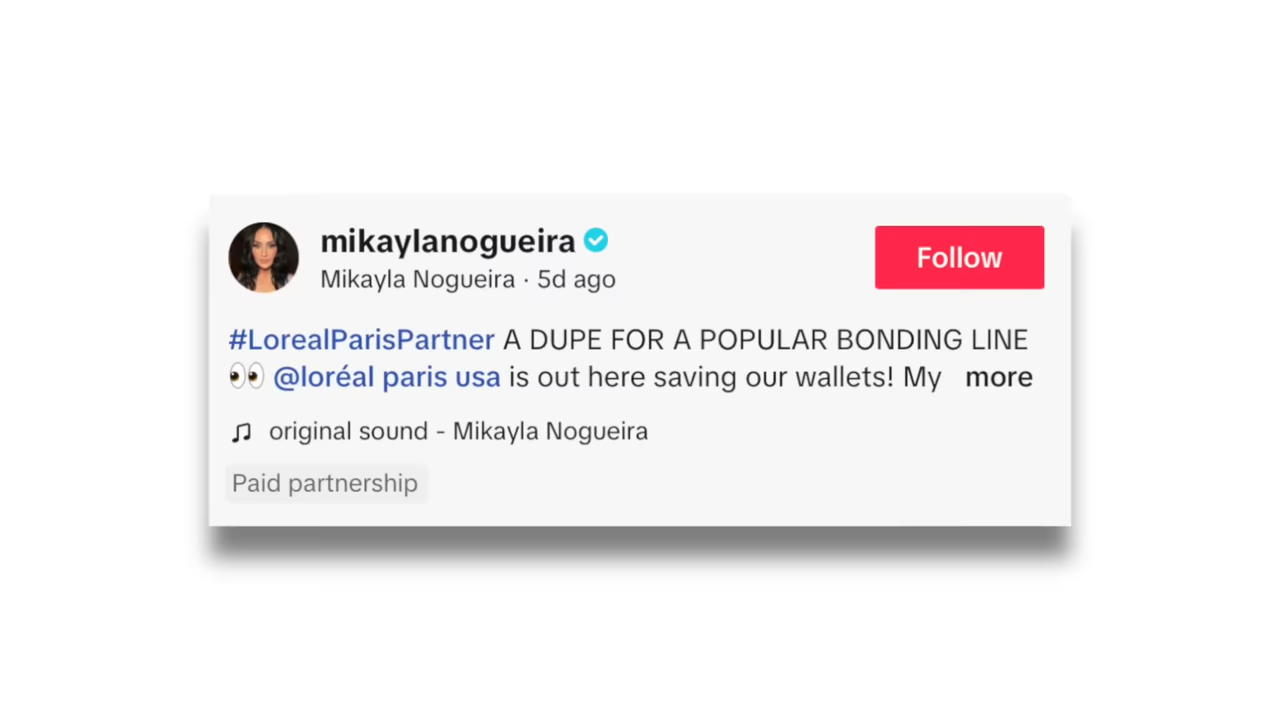 mikaylanogueira
Mikayla Nogueira · 5d ago
Follow
#LorealParisPartner A DUPE FOR A POPULAR BONDING LINE
👀 @loréal paris usa is out here saving our wallets! My more
original sound - Mikayla Nogueira
Paid partnership